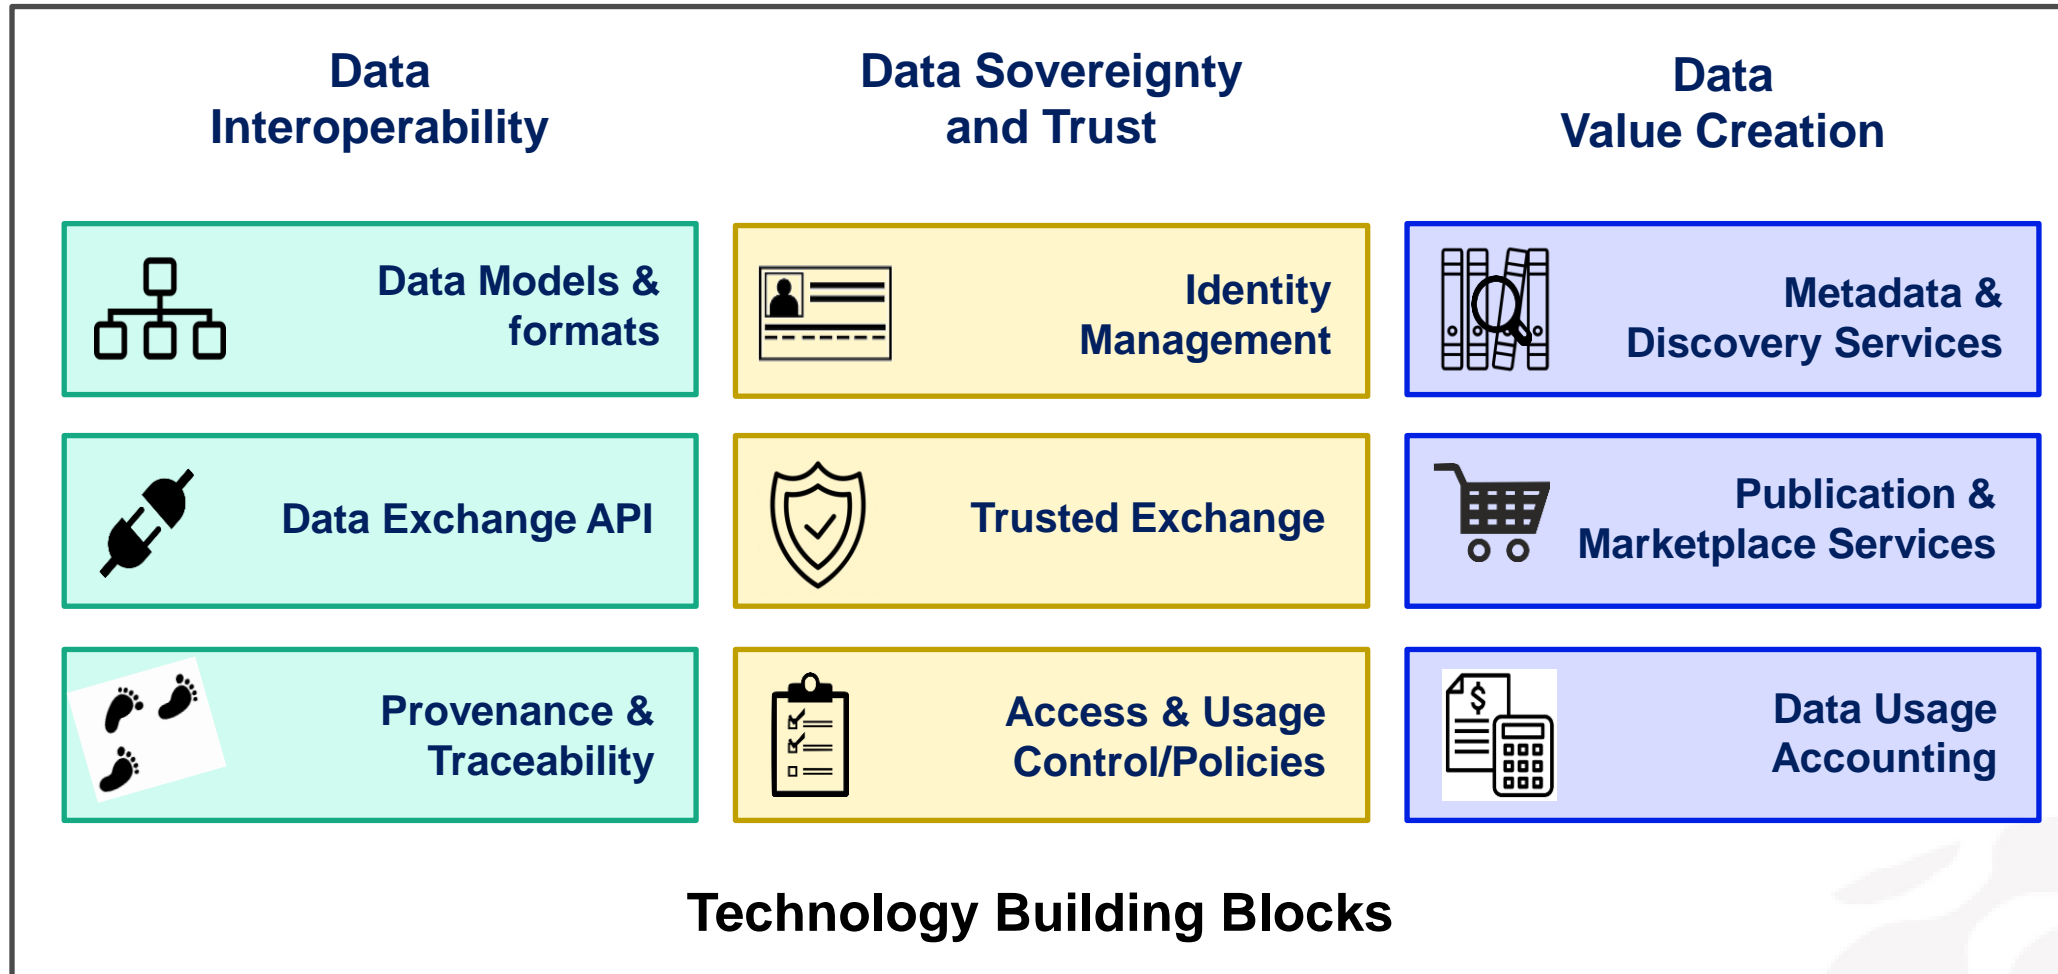 Data
Interoperability
Data Sovereignty
and Trust
Data
Value Creation
Data Models &
formats
Identity
Management
Metadata &
Discovery Services
Data Exchange API
Trusted Exchange
Publication &
Marketplace Services
Provenance &
Traceability
Access & Usage
Control/Policies
$
Data Usage
Accounting
Technology Building Blocks